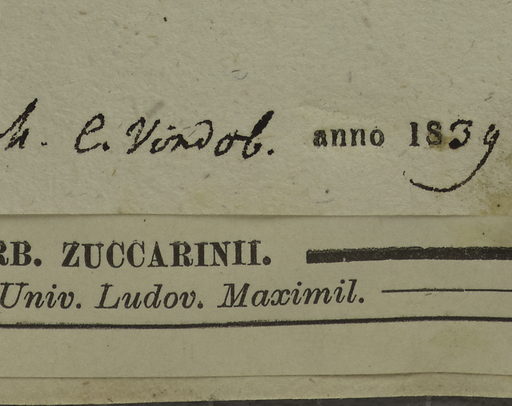 M. C. Vindob. anno 1839
RB. ZUCCARINII.
Univ. Ludov. Maximil.